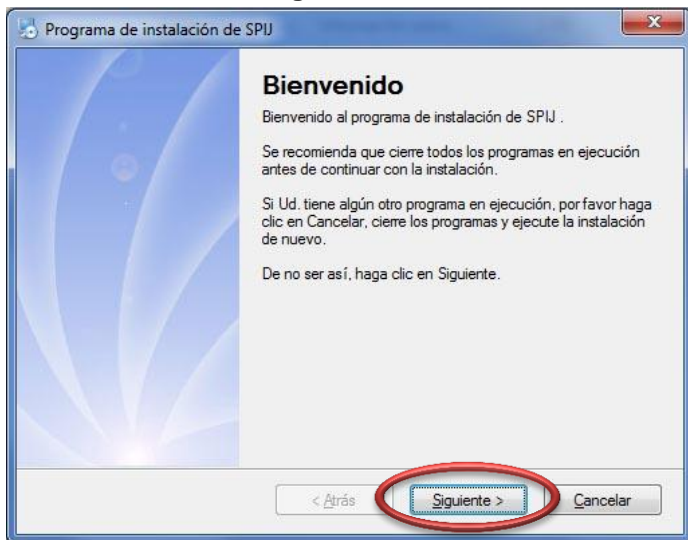 Programa de instalación de SPIJ
Bienvenido
Bienvenido al programa de instalación de SPIJ .
Se recomienda que cierre todos los programas en ejecución
antes de continuar con la instalación.
Si Ud. tiene algún otro programa en ejecución, por favor haga
clic en Cancelar, cierre los programas y ejecute la instalación
de nuevo.
De no ser así, haga clic en Siguiente.
< Atrás
Siguiente >
Cancelar